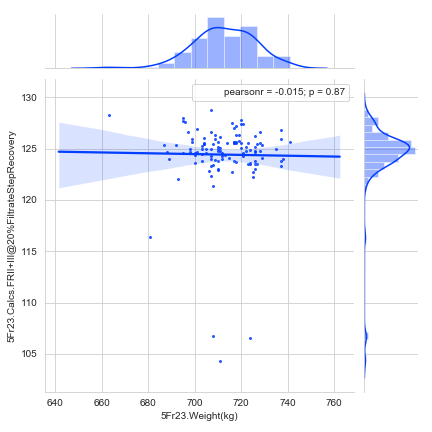 pearsonr = -0.015; p = 0.87
130
125
120
115
110
105
5Fr23.Calcs.FRII+III@20%FiltrateStepRecovery
640 660 680 700 720 740 760
5Fr23.Weight(kg)